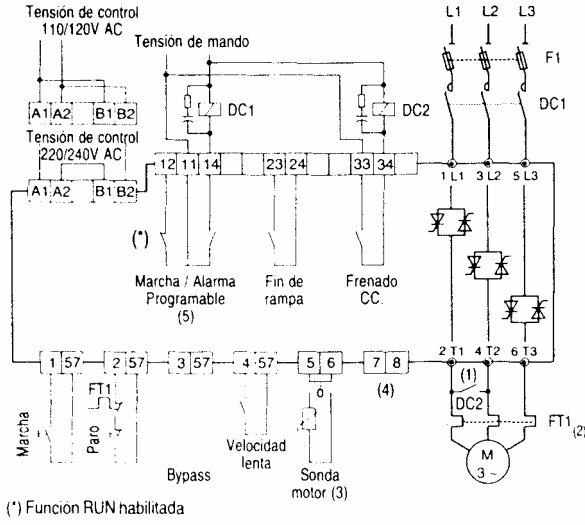 Tensión de control
110/120V AC
A1 A2 B1 B2
Tensión de control
220/240V AC
A1 A2 B1 B2
Tensión de mando
DC1
DC2
L1 L2 L3
F1
DC1
12 11 14 23 24 33 34
1 L1 3 L2 5 L3
(*)
Marcha / Alarma
Programable
(5)
Fin de
rampa
Frenado
CC.
1 57 2 57 3 57 4 57 5 6 7 8
2 T1 4 T2 6 T3
(1)
DC2
FT1 (2)
M
3 ~
Marcha
FT1
Paro
Bypass
Velocidad
lenta
ó
Sonda
motor (3)
(4)
(*) Función RUN habilitada